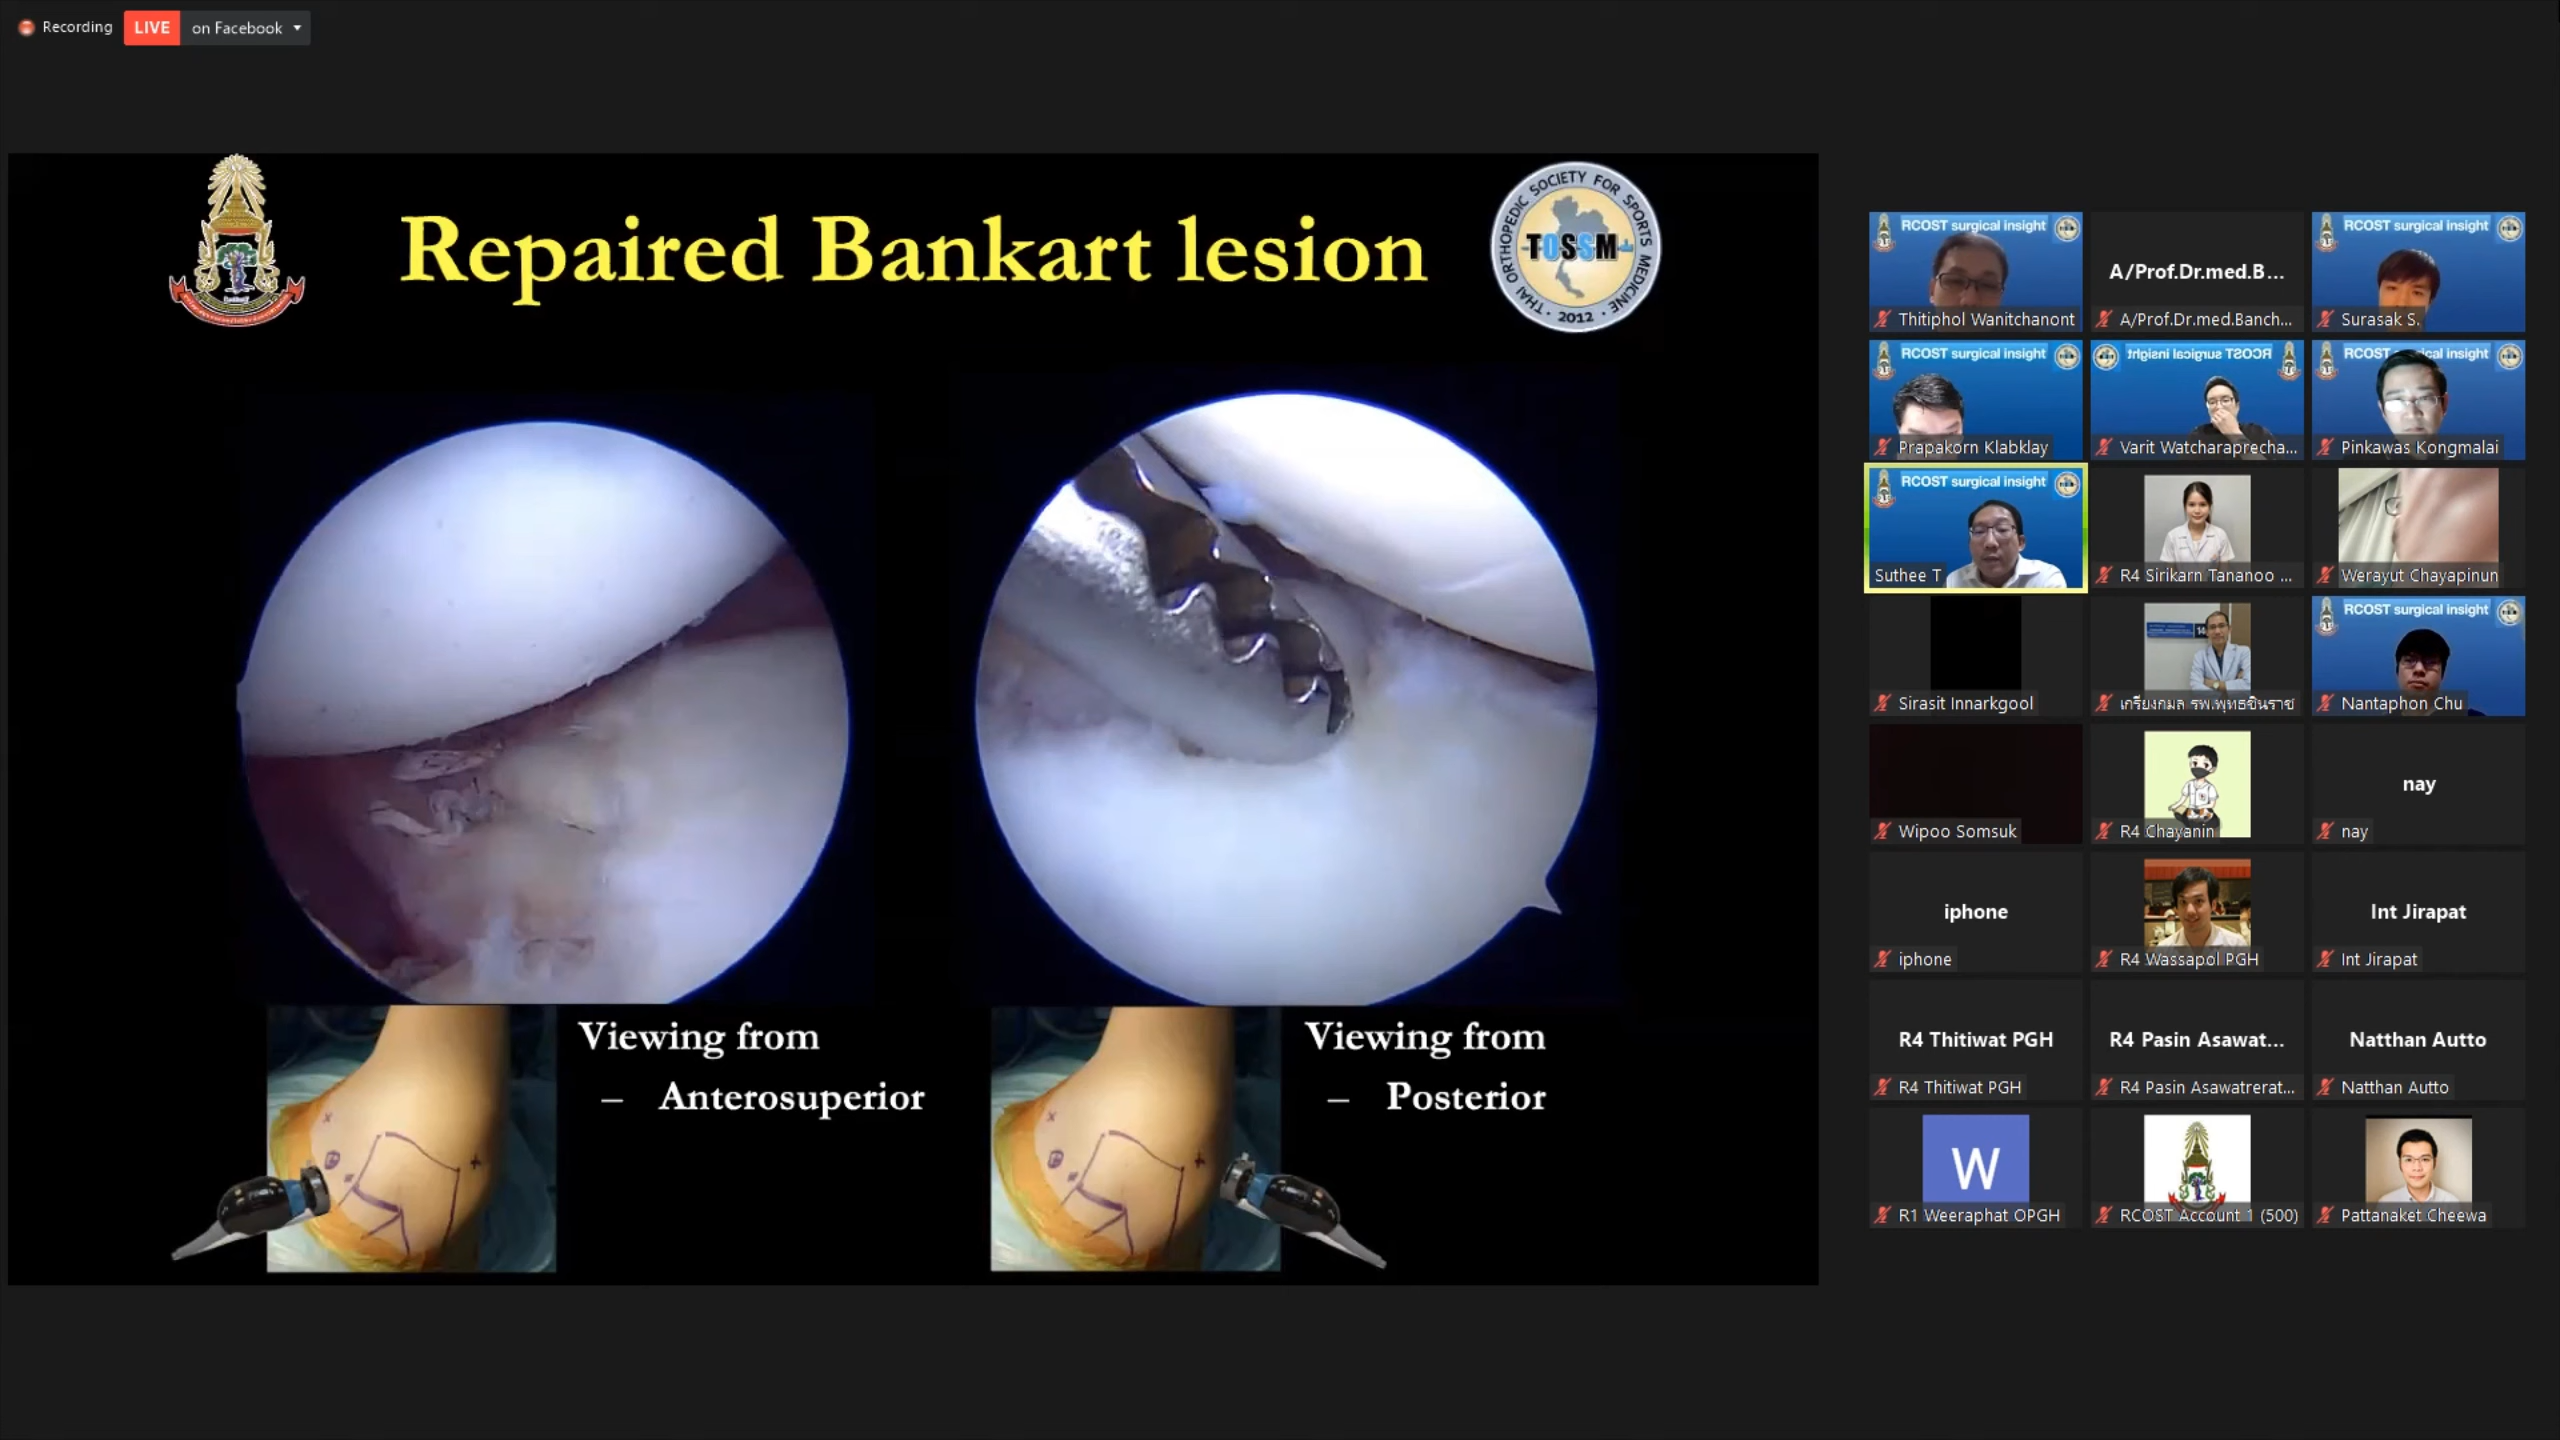 Recording
LIVE on Facebook
Repaired Bankart lesion
THAI ORTHOPEDIC SOCIETY FOR SPORTS MEDICINE
TOSSM
2012
Viewing from
– Anterosuperior
Viewing from
– Posterior
RCOST surgical insight
Thitiphol Wanitchanont
A/Prof.Dr.med.B...
A/Prof.Dr.med.Banch...
RCOST surgical insight
Surasak S.
RCOST surgical insight
Prapakorn Klabklay
RCOST surgical insight
Varit Watcharaprecha...
RCOST surgical insight
Pinkawas Kongmalai
RCOST surgical insight
Suthee T
R4 Sirikarn Tananoo ...
Werayut Chayapinun
Sirasit Innarkgool
เกรียงกมล รพ.พุทธชินราช
RCOST surgical insight
Nantaphon Chu
Wipoo Somsuk
R4 Chayanin
nay
nay
iphone
iphone
R4 Wassapol PGH
Int Jirapat
Int Jirapat
R4 Thitiwat PGH
R4 Thitiwat PGH
R4 Pasin Asawat...
R4 Pasin Asawatrerat...
Natthan Autto
Natthan Autto
W
R1 Weeraphat OPGH
RCOST Account 1 (500)
Pattanaket Cheewa